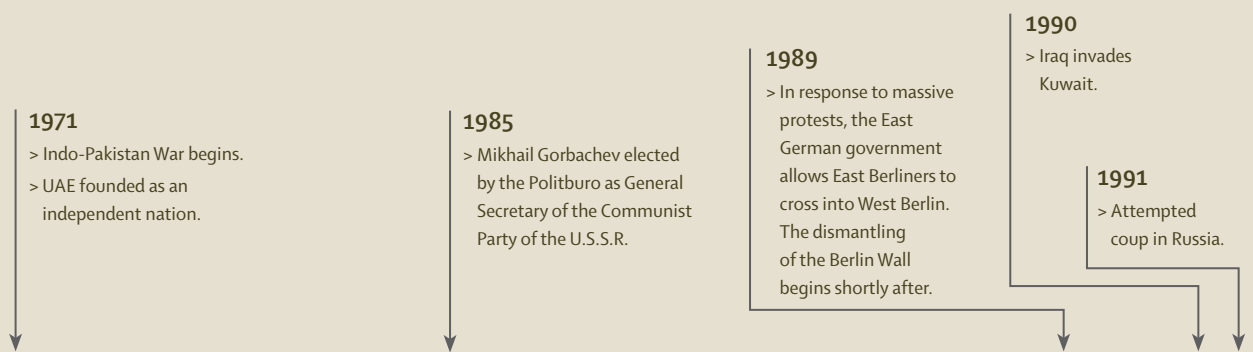 1971
> Indo-Pakistan War begins.
> UAE founded as an
independent nation.
1985
> Mikhail Gorbachev elected
by the Politburo as General
Secretary of the Communist
Party of the U.S.S.R.
1989
> In response to massive
protests, the East
German government
allows East Berliners to
cross into West Berlin.
The dismantling
of the Berlin Wall
begins shortly after.
1990
> Iraq invades
Kuwait.
1991
> Attempted
coup in Russia.